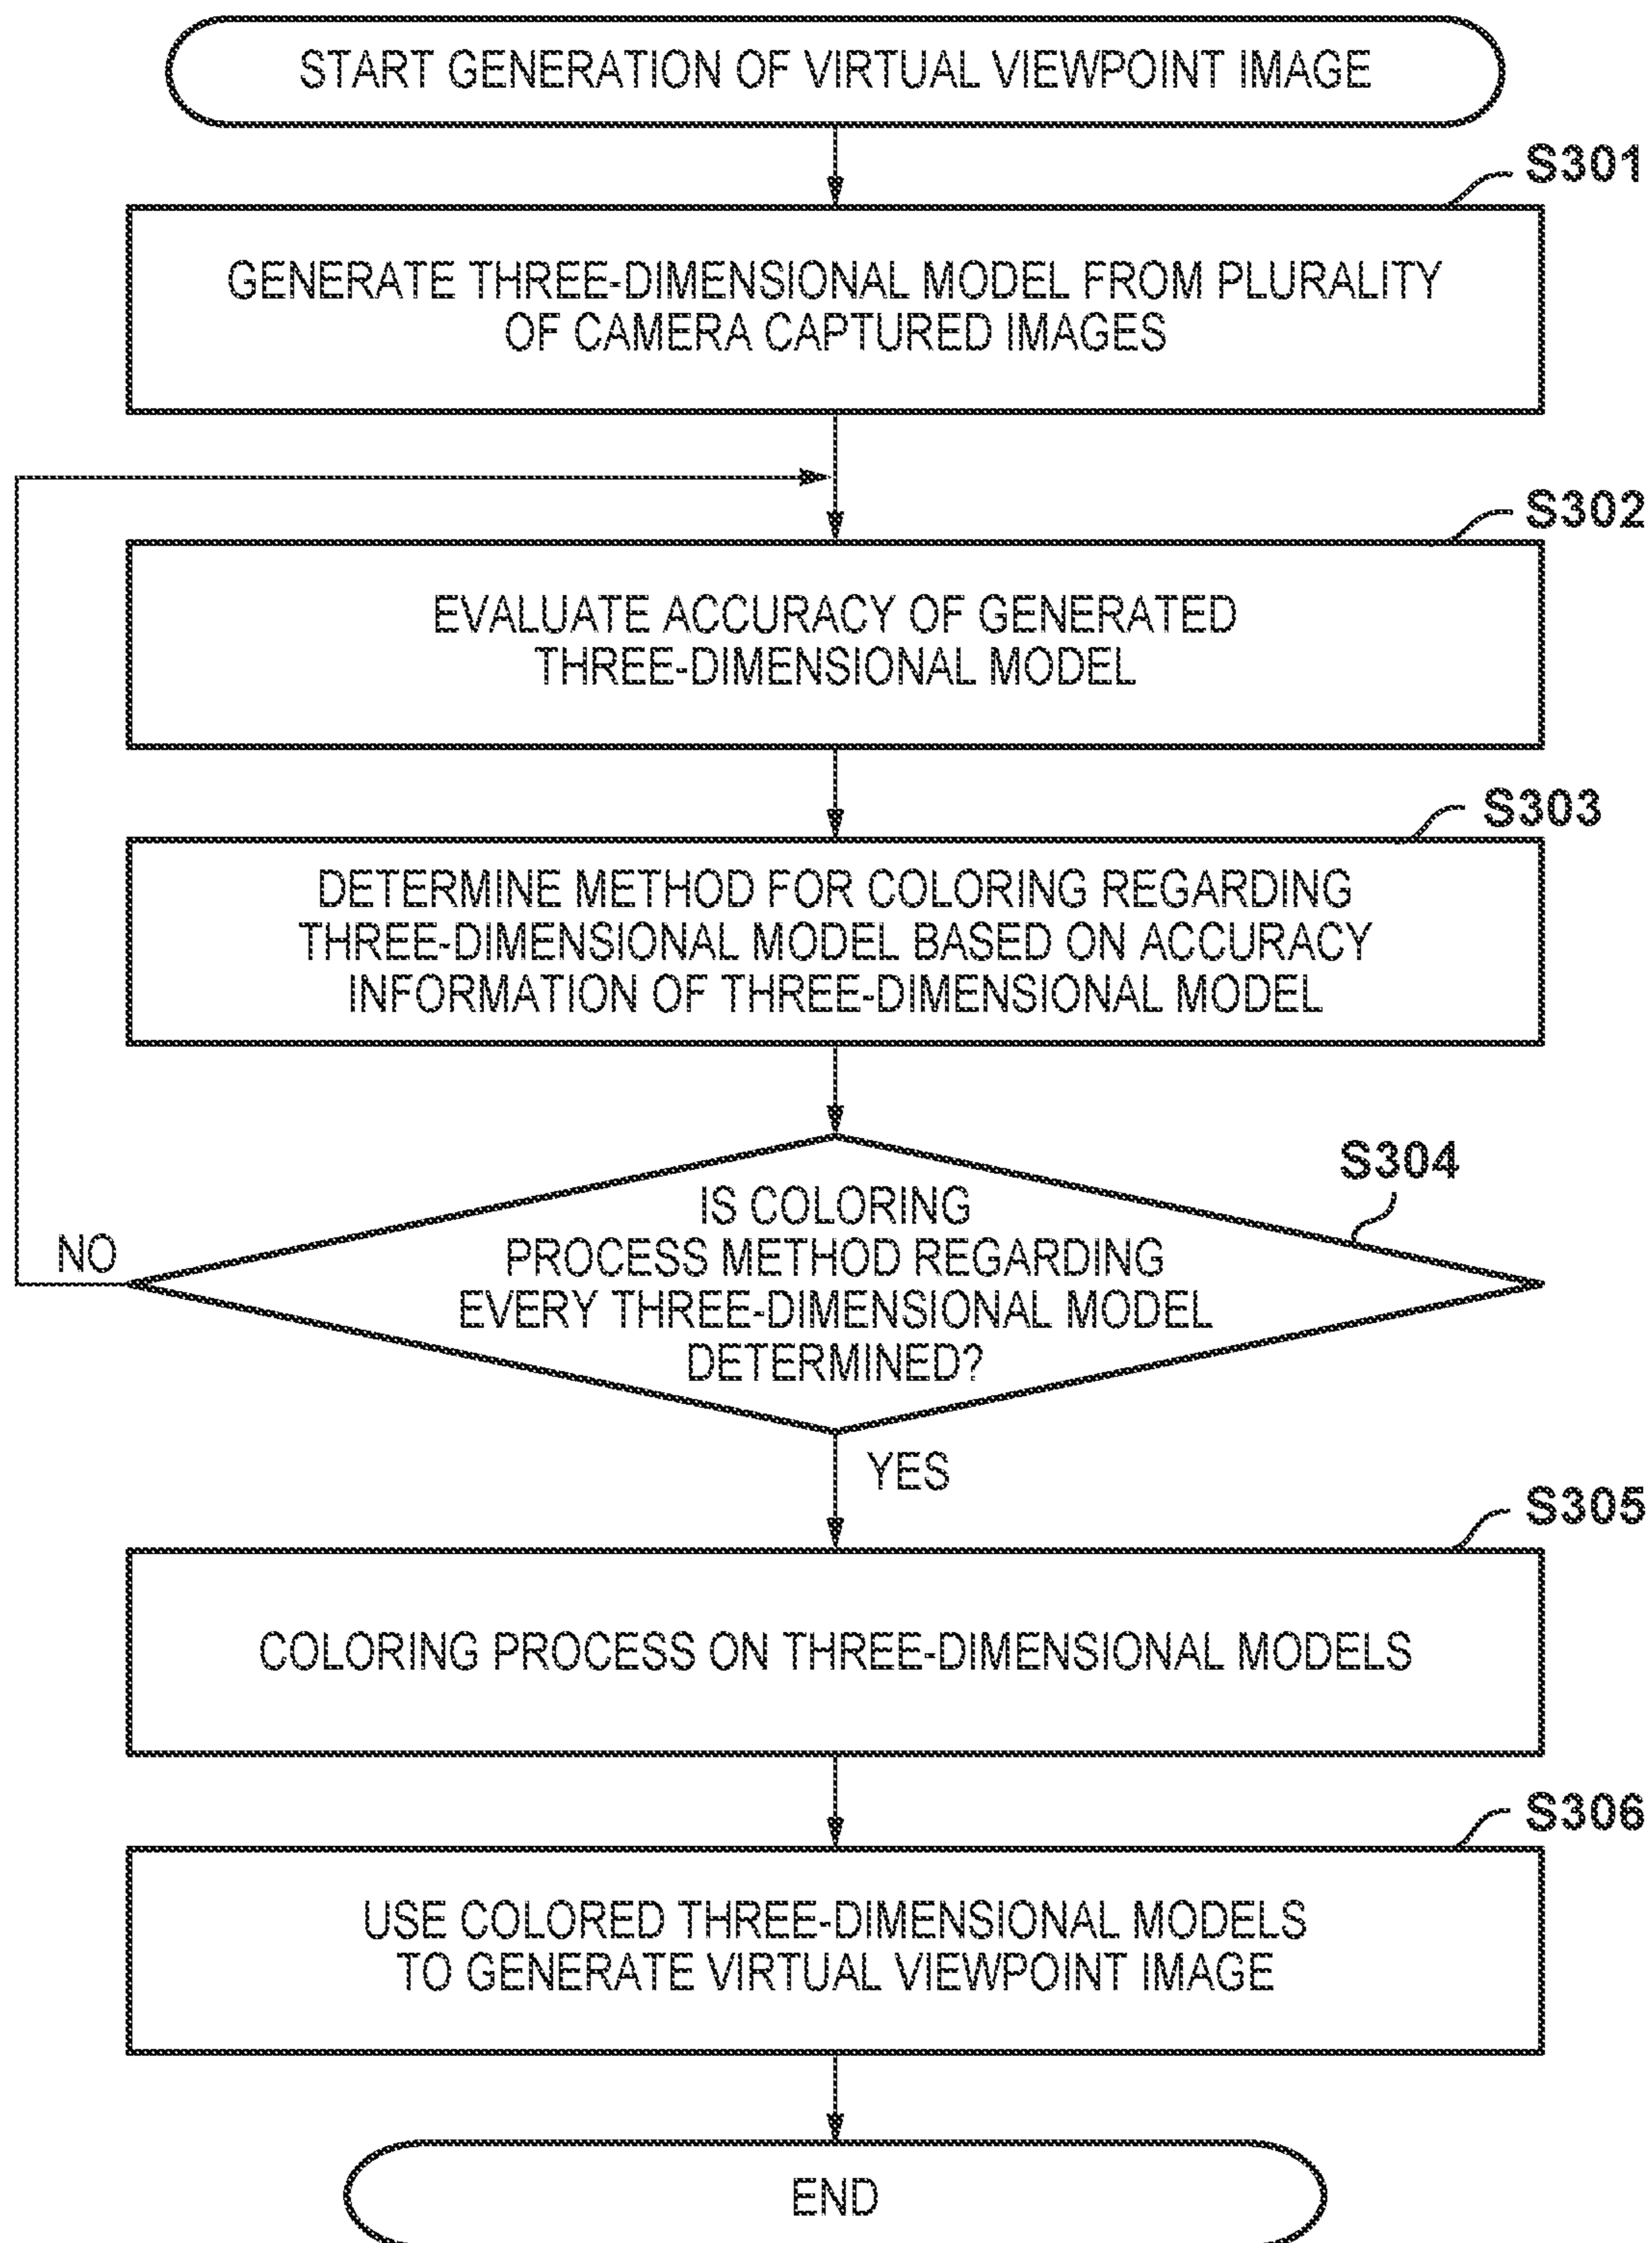 START GENERATION OF VIRTUAL VIEWPOINT IMAGE
S301
GENERATE THREE-DIMENSIONAL MODEL FROM PLURALITY
OF CAMERA CAPTURED IMAGES
S302
EVALUATE ACCURACY OF GENERATED
THREE-DIMENSIONAL MODEL
S303
DETERMINE METHOD FOR COLORING REGARDING
THREE-DIMENSIONAL MODEL BASED ON ACCURACY
INFORMATION OF THREE-DIMENSIONAL MODEL
S304
IS COLORING
PROCESS METHOD REGARDING
EVERY THREE-DIMENSIONAL MODEL
DETERMINED?
NO
YES
S305
COLORING PROCESS ON THREE-DIMENSIONAL MODELS
S306
USE COLORED THREE-DIMENSIONAL MODELS
TO GENERATE VIRTUAL VIEWPOINT IMAGE
END